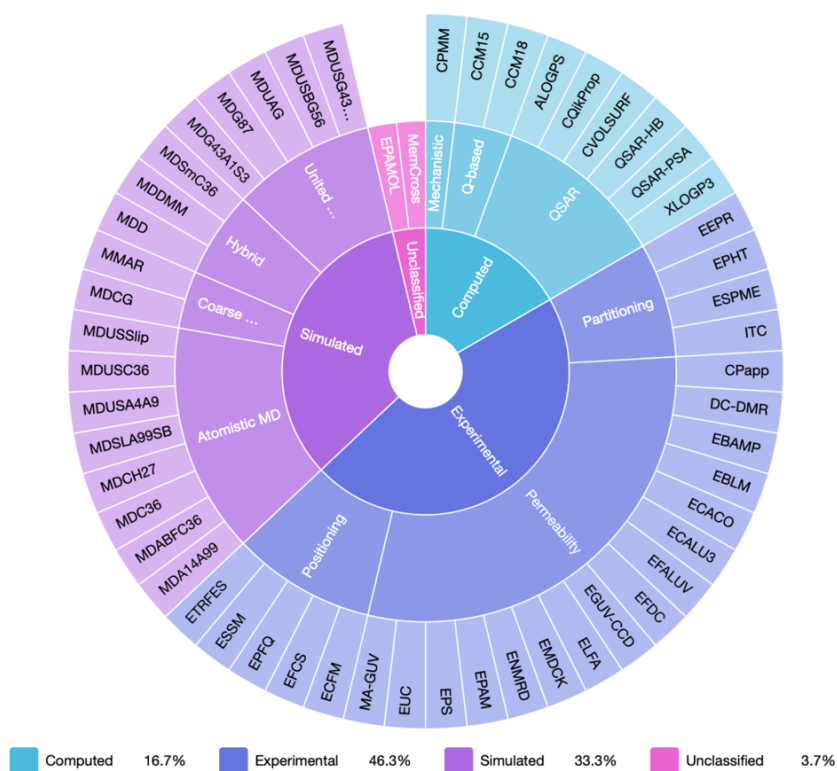 Computed
Mechanistic
CPMM
Q-based
CCM15
CCM18
QSAR
ALOGPS
CQikProp
CVOLSURF
QSAR-HB
QSAR-PSA
XLOGP3
Experimental
Partitioning
EEPR
EPHT
ESPME
ITC
Permeability
CPapp
DC-DMR
EBAMP
EBLM
ECACO
ECALU3
EFALUV
EFDC
EGUV-CCD
ELFA
EMDCK
ENMRD
EPAM
EPS
EUC
MA-GUV
Positioning
ECFM
EFCS
EPFQ
ESSM
ETRFES
Simulated
Atomistic MD
MDA14A99
MDABFC36
MDC36
MDCH27
MDSLA99SB
MDUSA4A9
MDUSC36
MDUSSlip
Coarse ...
MDCG
MMAR
Hybrid
MDD
MDDMM
MDSmC36
United ...
MDG43A1S3
MDG87
MDUAG
MDUSBG56
MDUSG43...
Unclassified
EPAMOL
MemCross
Computed 16.7% Experimental 46.3% Simulated 33.3% Unclassified 3.7%